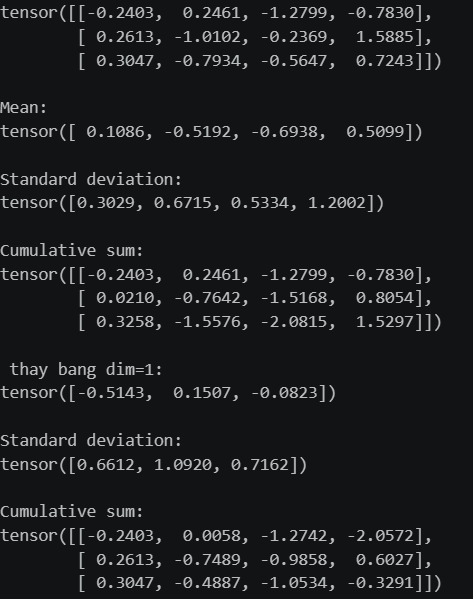 tensor([[-0.2403,  0.2461, -1.2799, -0.7830],
        [ 0.2613, -1.0102, -0.2369,  1.5885],
        [ 0.3047, -0.7934, -0.5647,  0.7243]])
Mean:
tensor([ 0.1086, -0.5192, -0.6938,  0.5099])
Standard deviation:
tensor([0.3029, 0.6715, 0.5334, 1.2002])
Cumulative sum:
tensor([[-0.2403,  0.2461, -1.2799, -0.7830],
        [ 0.0210, -0.7642, -1.5168,  0.8054],
        [ 0.3258, -1.5576, -2.0815,  1.5297]])
 thay bang dim=1:
tensor([-0.5143,  0.1507, -0.0823])
Standard deviation:
tensor([0.6612, 1.0920, 0.7162])
Cumulative sum:
tensor([[-0.2403,  0.0058, -1.2742, -2.0572],
        [ 0.2613, -0.7489, -0.9858,  0.6027],
        [ 0.3047, -0.4887, -1.0534, -0.3291]])